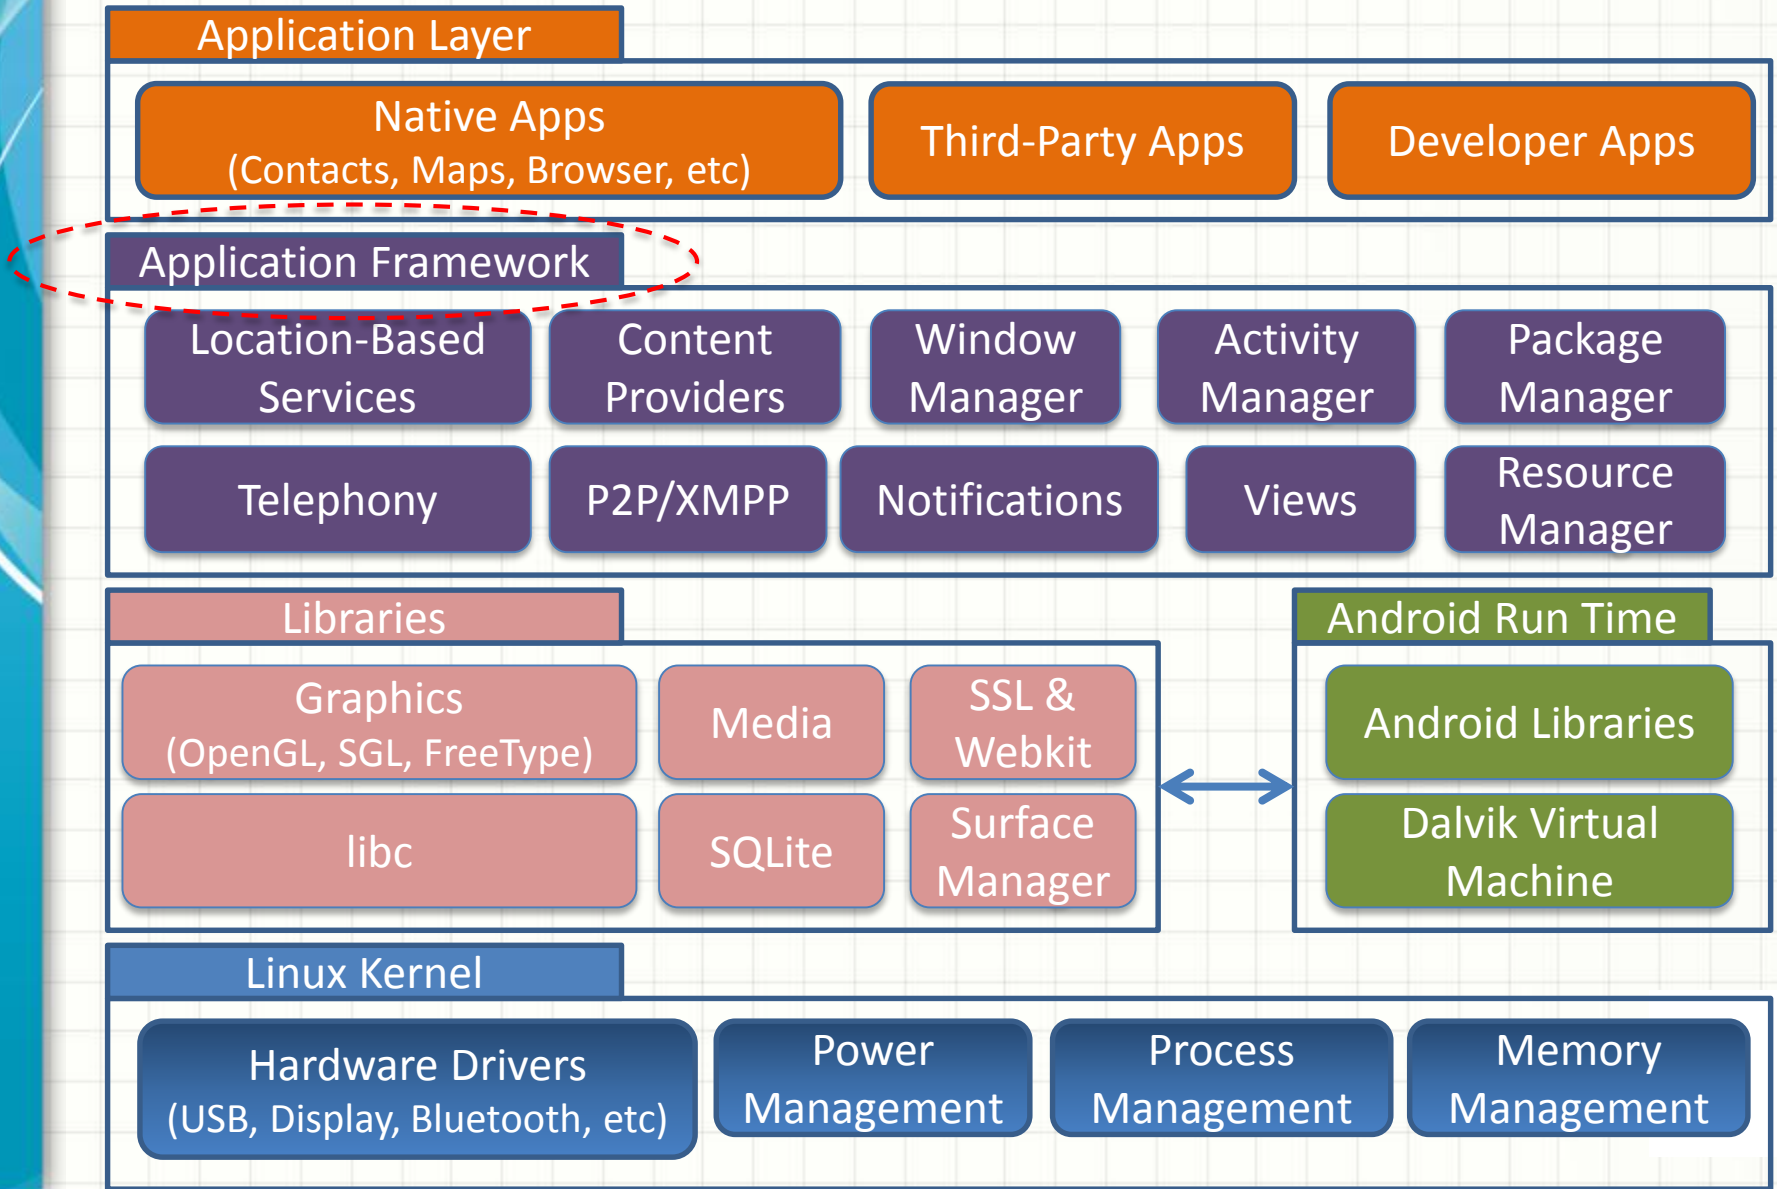 Application Layer
Native Apps
(Contacts, Maps, Browser, etc)
Third-Party Apps
Developer Apps
Application Framework
Location-Based
Services
Content
Providers
Window
Manager
Activity
Manager
Package
Manager
Telephony
P2P/XMPP
Notifications
Views
Resource
Manager
Libraries
Graphics
(OpenGL, SGL, FreeType)
Media
SSL &
Webkit
libc
SQLite
Surface
Manager
Android Run Time
Android Libraries
Dalvik Virtual
Machine
Linux Kernel
Hardware Drivers
(USB, Display, Bluetooth, etc)
Power
Management
Process
Management
Memory
Management